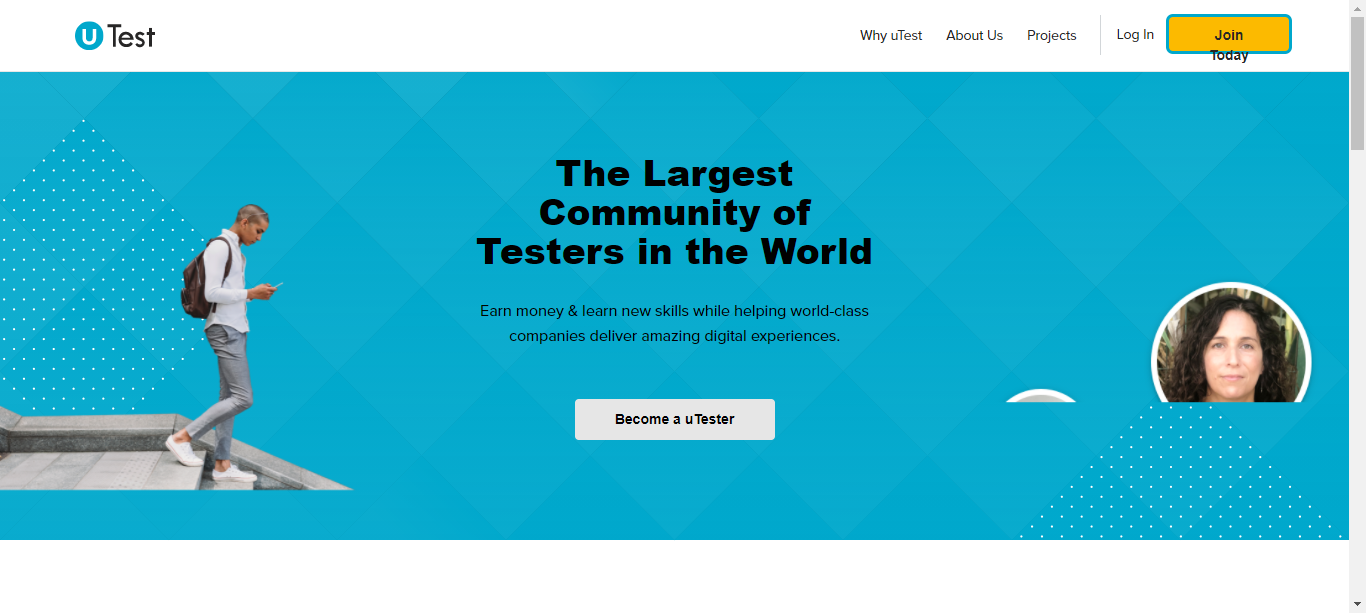 uTest
Why uTest
About Us
Projects
Log In
Join
Today
The Largest
Community of
Testers in the World
Earn money & learn new skills while helping world-class
companies deliver amazing digital experiences.
Become a uTester